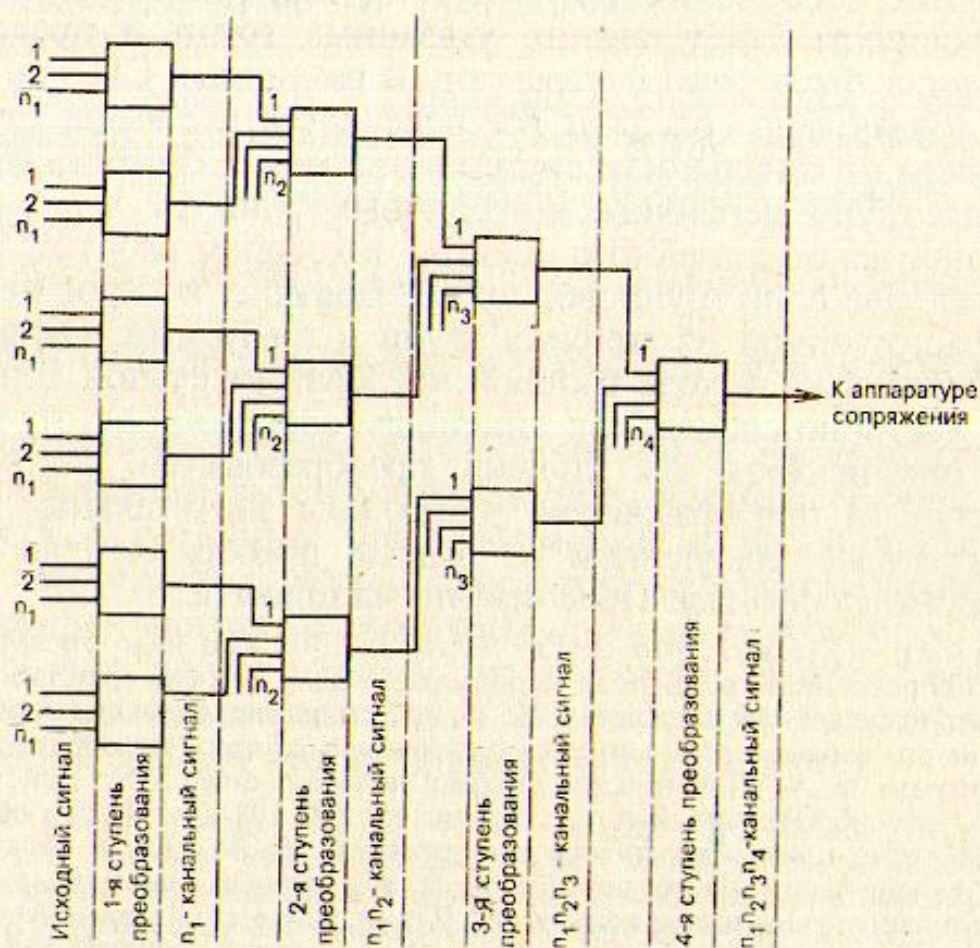 1
2
n₁
1
2
n₁
1
2
n₁
1
2
n₁
1
2
n₁
1
2
n₁
1
n₂
1
n₂
1
n₂
1
n₃
1
n₃
1
n₄
К аппаратуре
сопряжения
Исходный сигнал
1-я ступень
преобразования
n₁- канальный сигнал
2-я ступень
преобразования
n₁n₂- канальный сигнал
3-я ступень
преобразования
n₁n₂n₃ канальный сигнал
4-я ступень преобразования
n₁n₂n₃n₄-канальный сигнал